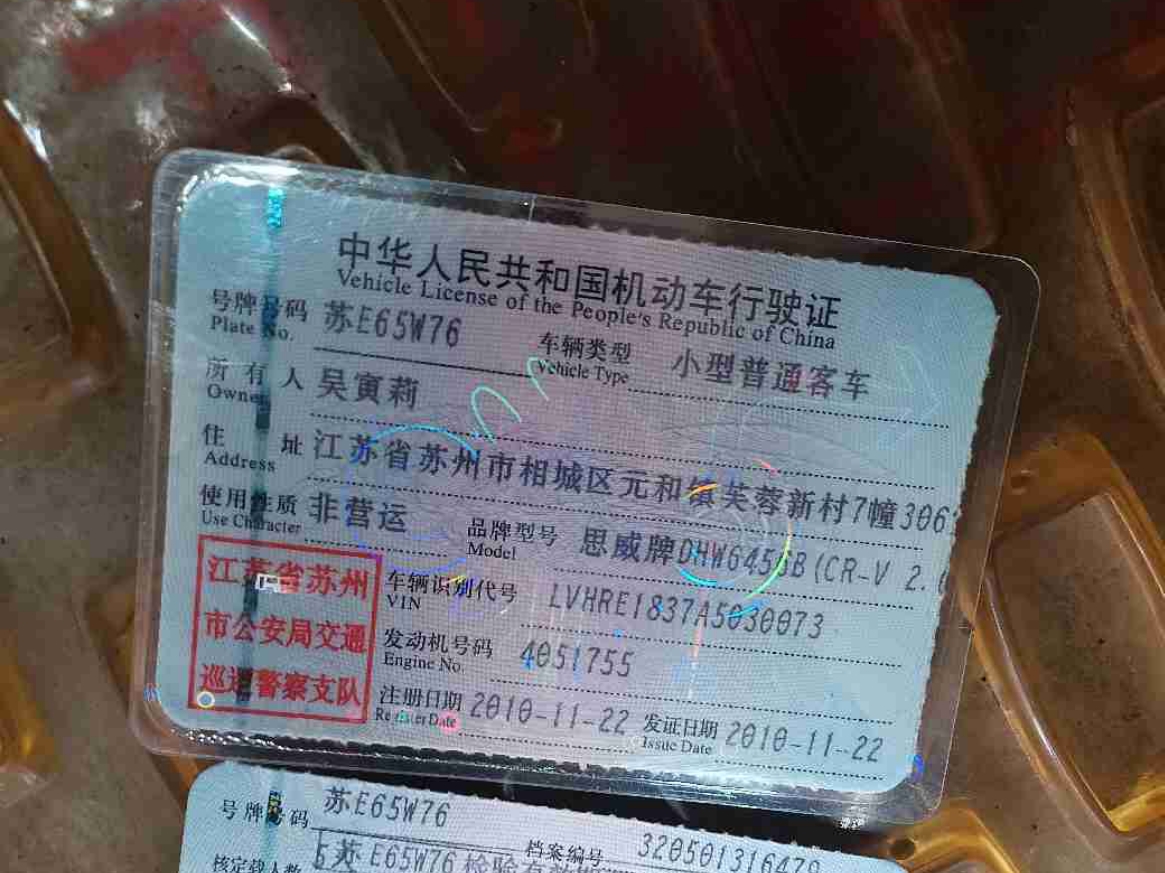 中华人民共和国机动车行驶证
Vehicle License of the People's Republic of China
号牌号码 苏E65W76 车辆类型 小型普通客车
Plate No. Vehicle Type
所有人 吴寅莉
Owner
住址 江苏省苏州市相城区元和镇芙蓉新村7幢306
Address
使用性质 非营运 品牌型号 思威牌DHW6455B(CR-V 2.
Use Character Model
江苏省苏州
市公安局交通
巡逻警察支队
车辆识别代号 LVHRE1837A5030073
VIN
发动机号码 4051755
Engine No.
注册日期 2010-11-22 发证日期 2010-11-22
Register Date Issue Date
号牌号码 苏E65W76 档案编号 320501316479
核定载人数 5 苏E65W76 检验有效期